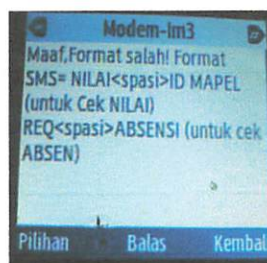 Modem-Im3
Maaf,Format salah! Format
SMS= NILAI<spasi>ID MAPEL
(untuk Cek NILAI)
REQ<spasi>ABSENSI (untuk cek
ABSEN)
Pilihan Balas Kembal